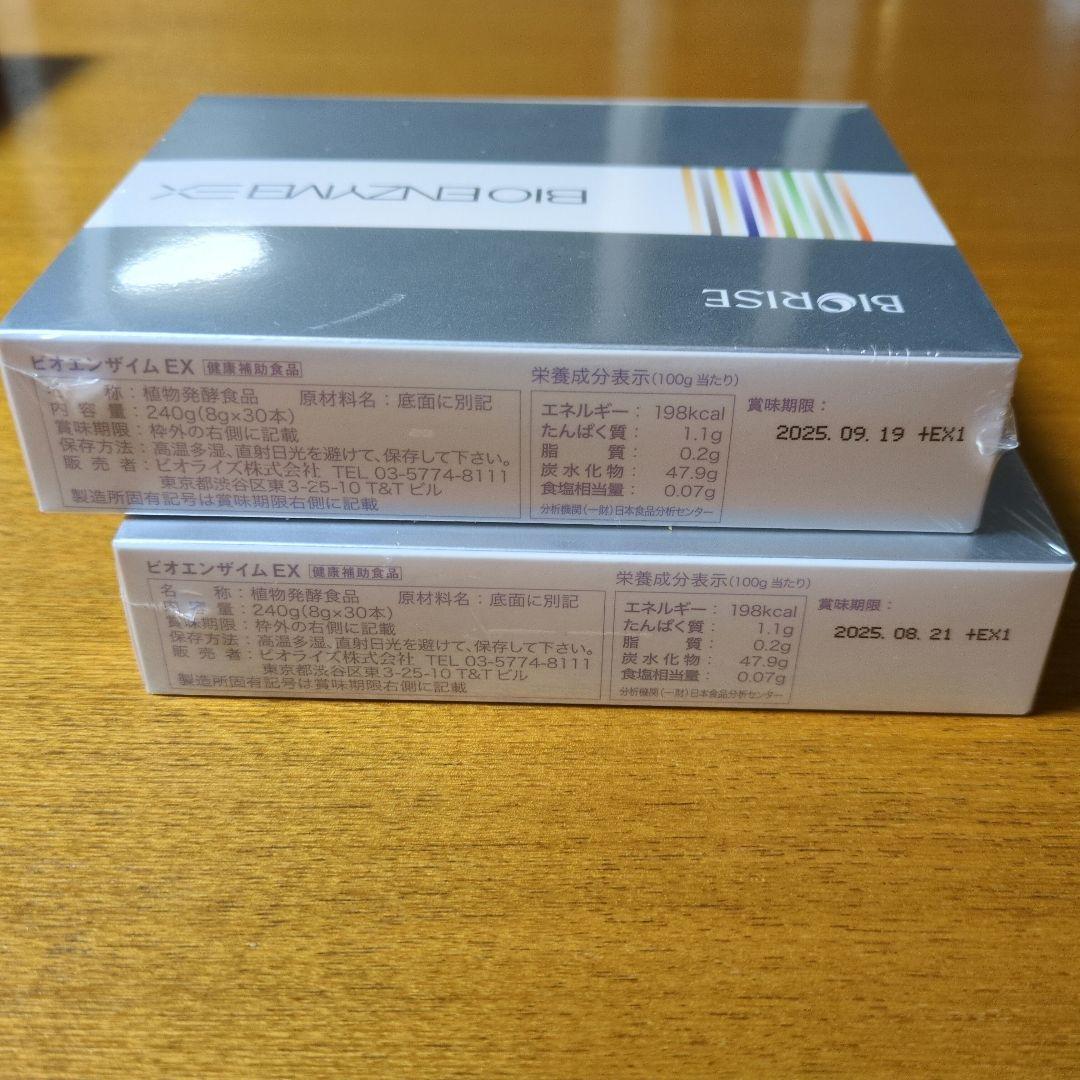 BIO ENZYME EX
BIORISE
ビオエンザイム EX 健康補助食品
名 称：植物発酵食品 原材料名：底面に別記
内容量：240g(8g×30本)
賞味期限：枠外の右側に記載
保存方法：高温多湿、直射日光を避けて、保存して下さい。
販売者：ビオライズ株式会社 TEL 03-5774-8111
東京都渋谷区東3-25-10 T&T ビル
製造所固有記号は賞味期限右側に記載
栄養成分表示(100g当たり)
エネルギー： 198kcal
たんぱく質： 1.1g
脂 質： 0.2g
炭水化物： 47.9g
食塩相当量： 0.07g
分析機関(一財)日本食品分析センター
賞味期限：
2025.09.19 +EX1
ビオエンザイム EX 健康補助食品
名 称：植物発酵食品 原材料名：底面に別記
内容量：240g(8g×30本)
賞味期限：枠外の右側に記載
保存方法：高温多湿、直射日光を避けて、保存して下さい。
販売者：ビオライズ株式会社 TEL 03-5774-8111
東京都渋谷区東3-25-10 T&T ビル
製造所固有記号は賞味期限右側に記載
栄養成分表示(100g当たり)
エネルギー： 198kcal
たんぱく質： 1.1g
脂 質： 0.2g
炭水化物： 47.9g
食塩相当量： 0.07g
分析機関(一財)日本食品分析センター
賞味期限：
2025.08.21 +EX1